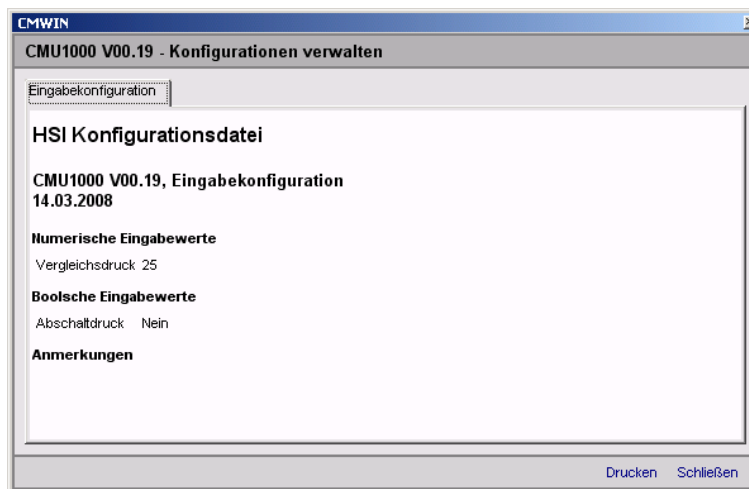 CMWIN
CMU1000 V00.19 - Konfigurationen verwalten
Eingabekonfiguration
HSI Konfigurationsdatei
CMU1000 V00.19, Eingabekonfiguration
14.03.2008
Numerische Eingabewerte
Vergleichsdruck 25
Boolsche Eingabewerte
Abschaltdruck Nein
Anmerkungen
Drucken Schließen